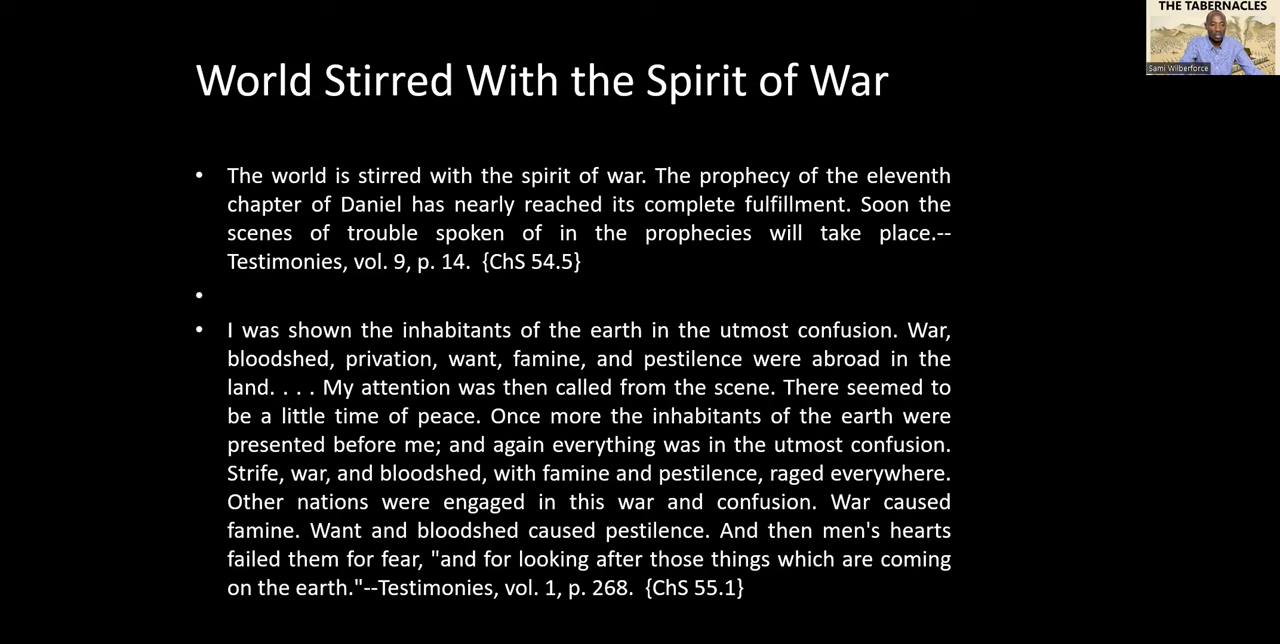 THE TABERNACLES
Sami Wilberforce
World Stirred With the Spirit of War
• The world is stirred with the spirit of war. The prophecy of the eleventh
chapter of Daniel has nearly reached its complete fulfillment. Soon the
scenes of trouble spoken of in the prophecies will take place.--
Testimonies, vol. 9, p. 14. {ChS 54.5}
•
• I was shown the inhabitants of the earth in the utmost confusion. War,
bloodshed, privation, want, famine, and pestilence were abroad in the
land. . . . My attention was then called from the scene. There seemed to
be a little time of peace. Once more the inhabitants of the earth were
presented before me; and again everything was in the utmost confusion.
Strife, war, and bloodshed, with famine and pestilence, raged everywhere.
Other nations were engaged in this war and confusion. War caused
famine. Want and bloodshed caused pestilence. And then men's hearts
failed them for fear, "and for looking after those things which are coming
on the earth."--Testimonies, vol. 1, p. 268. {ChS 55.1}